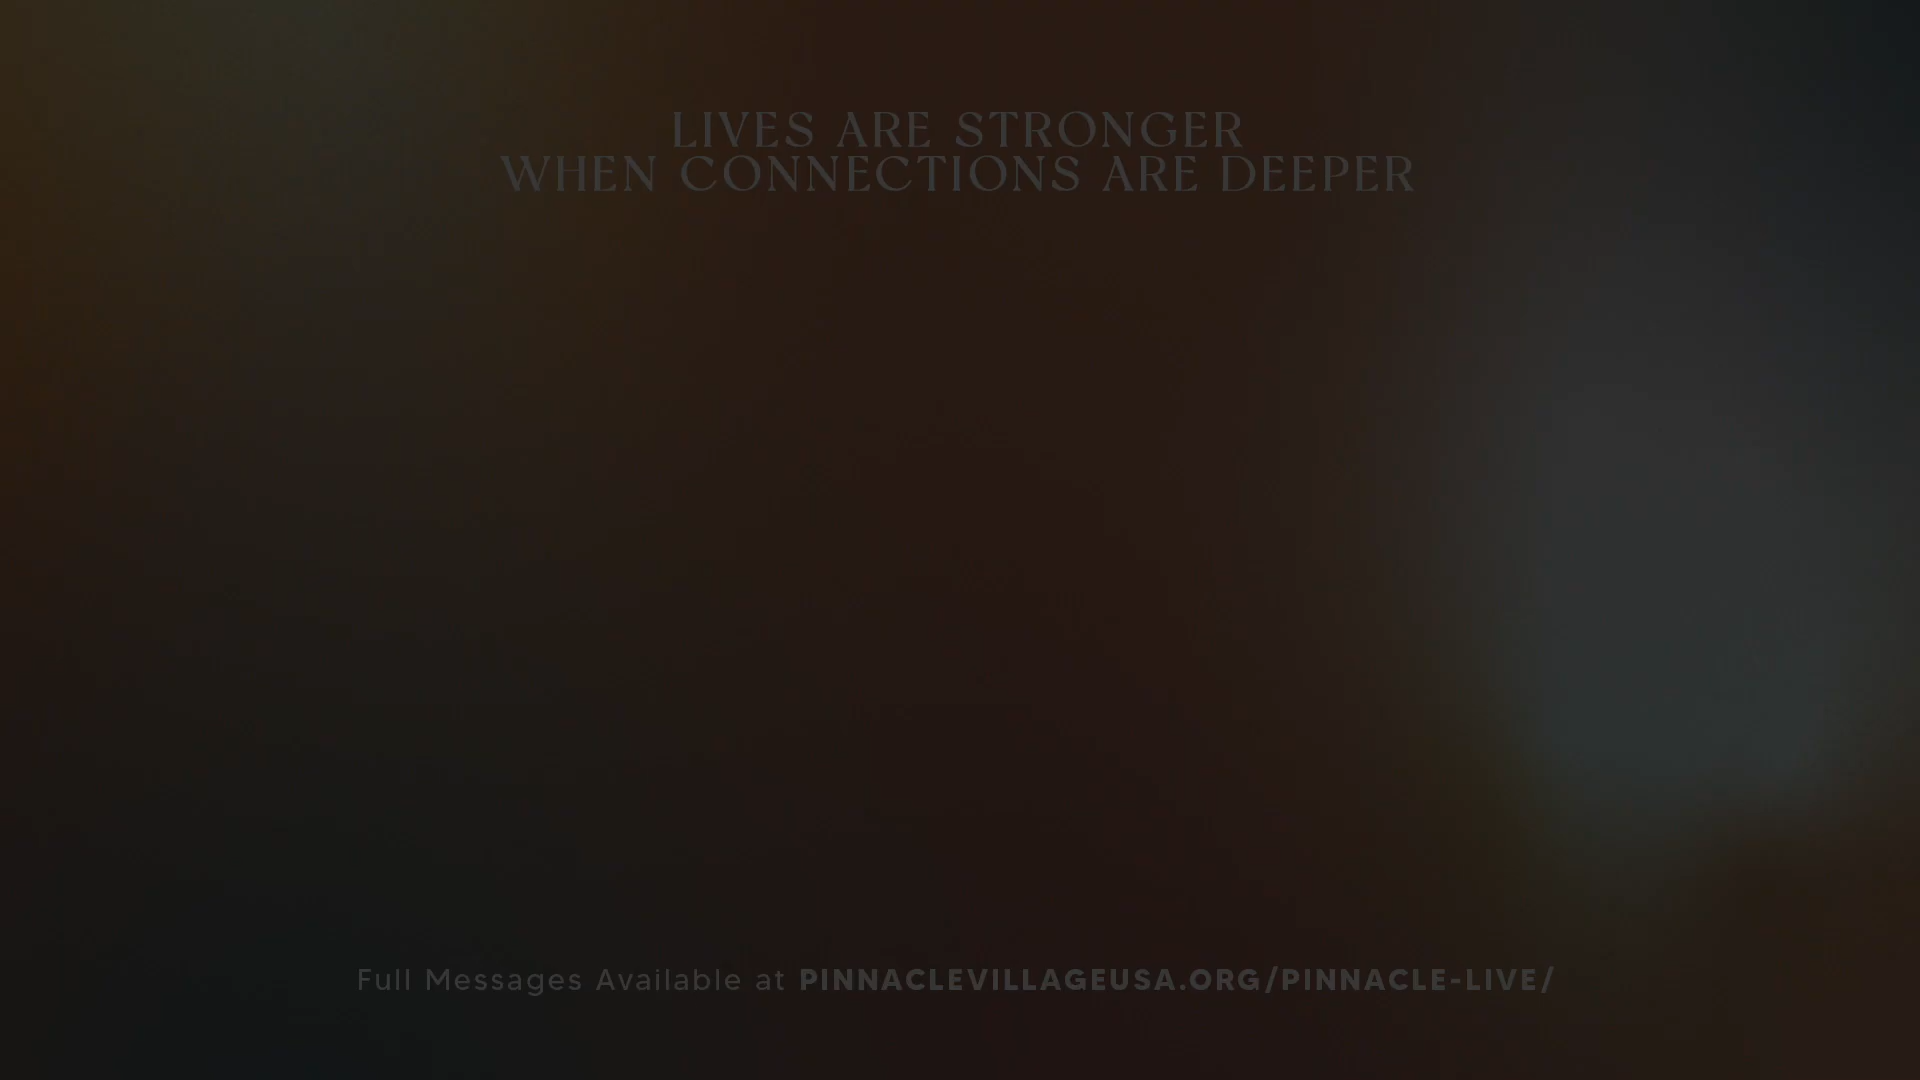 LIVES ARE STRONGER
WHEN CONNECTIONS ARE DEEPER
Full Messages Available at PINNACLEVILLAGEUSA.ORG/PINNACLE-LIVE/